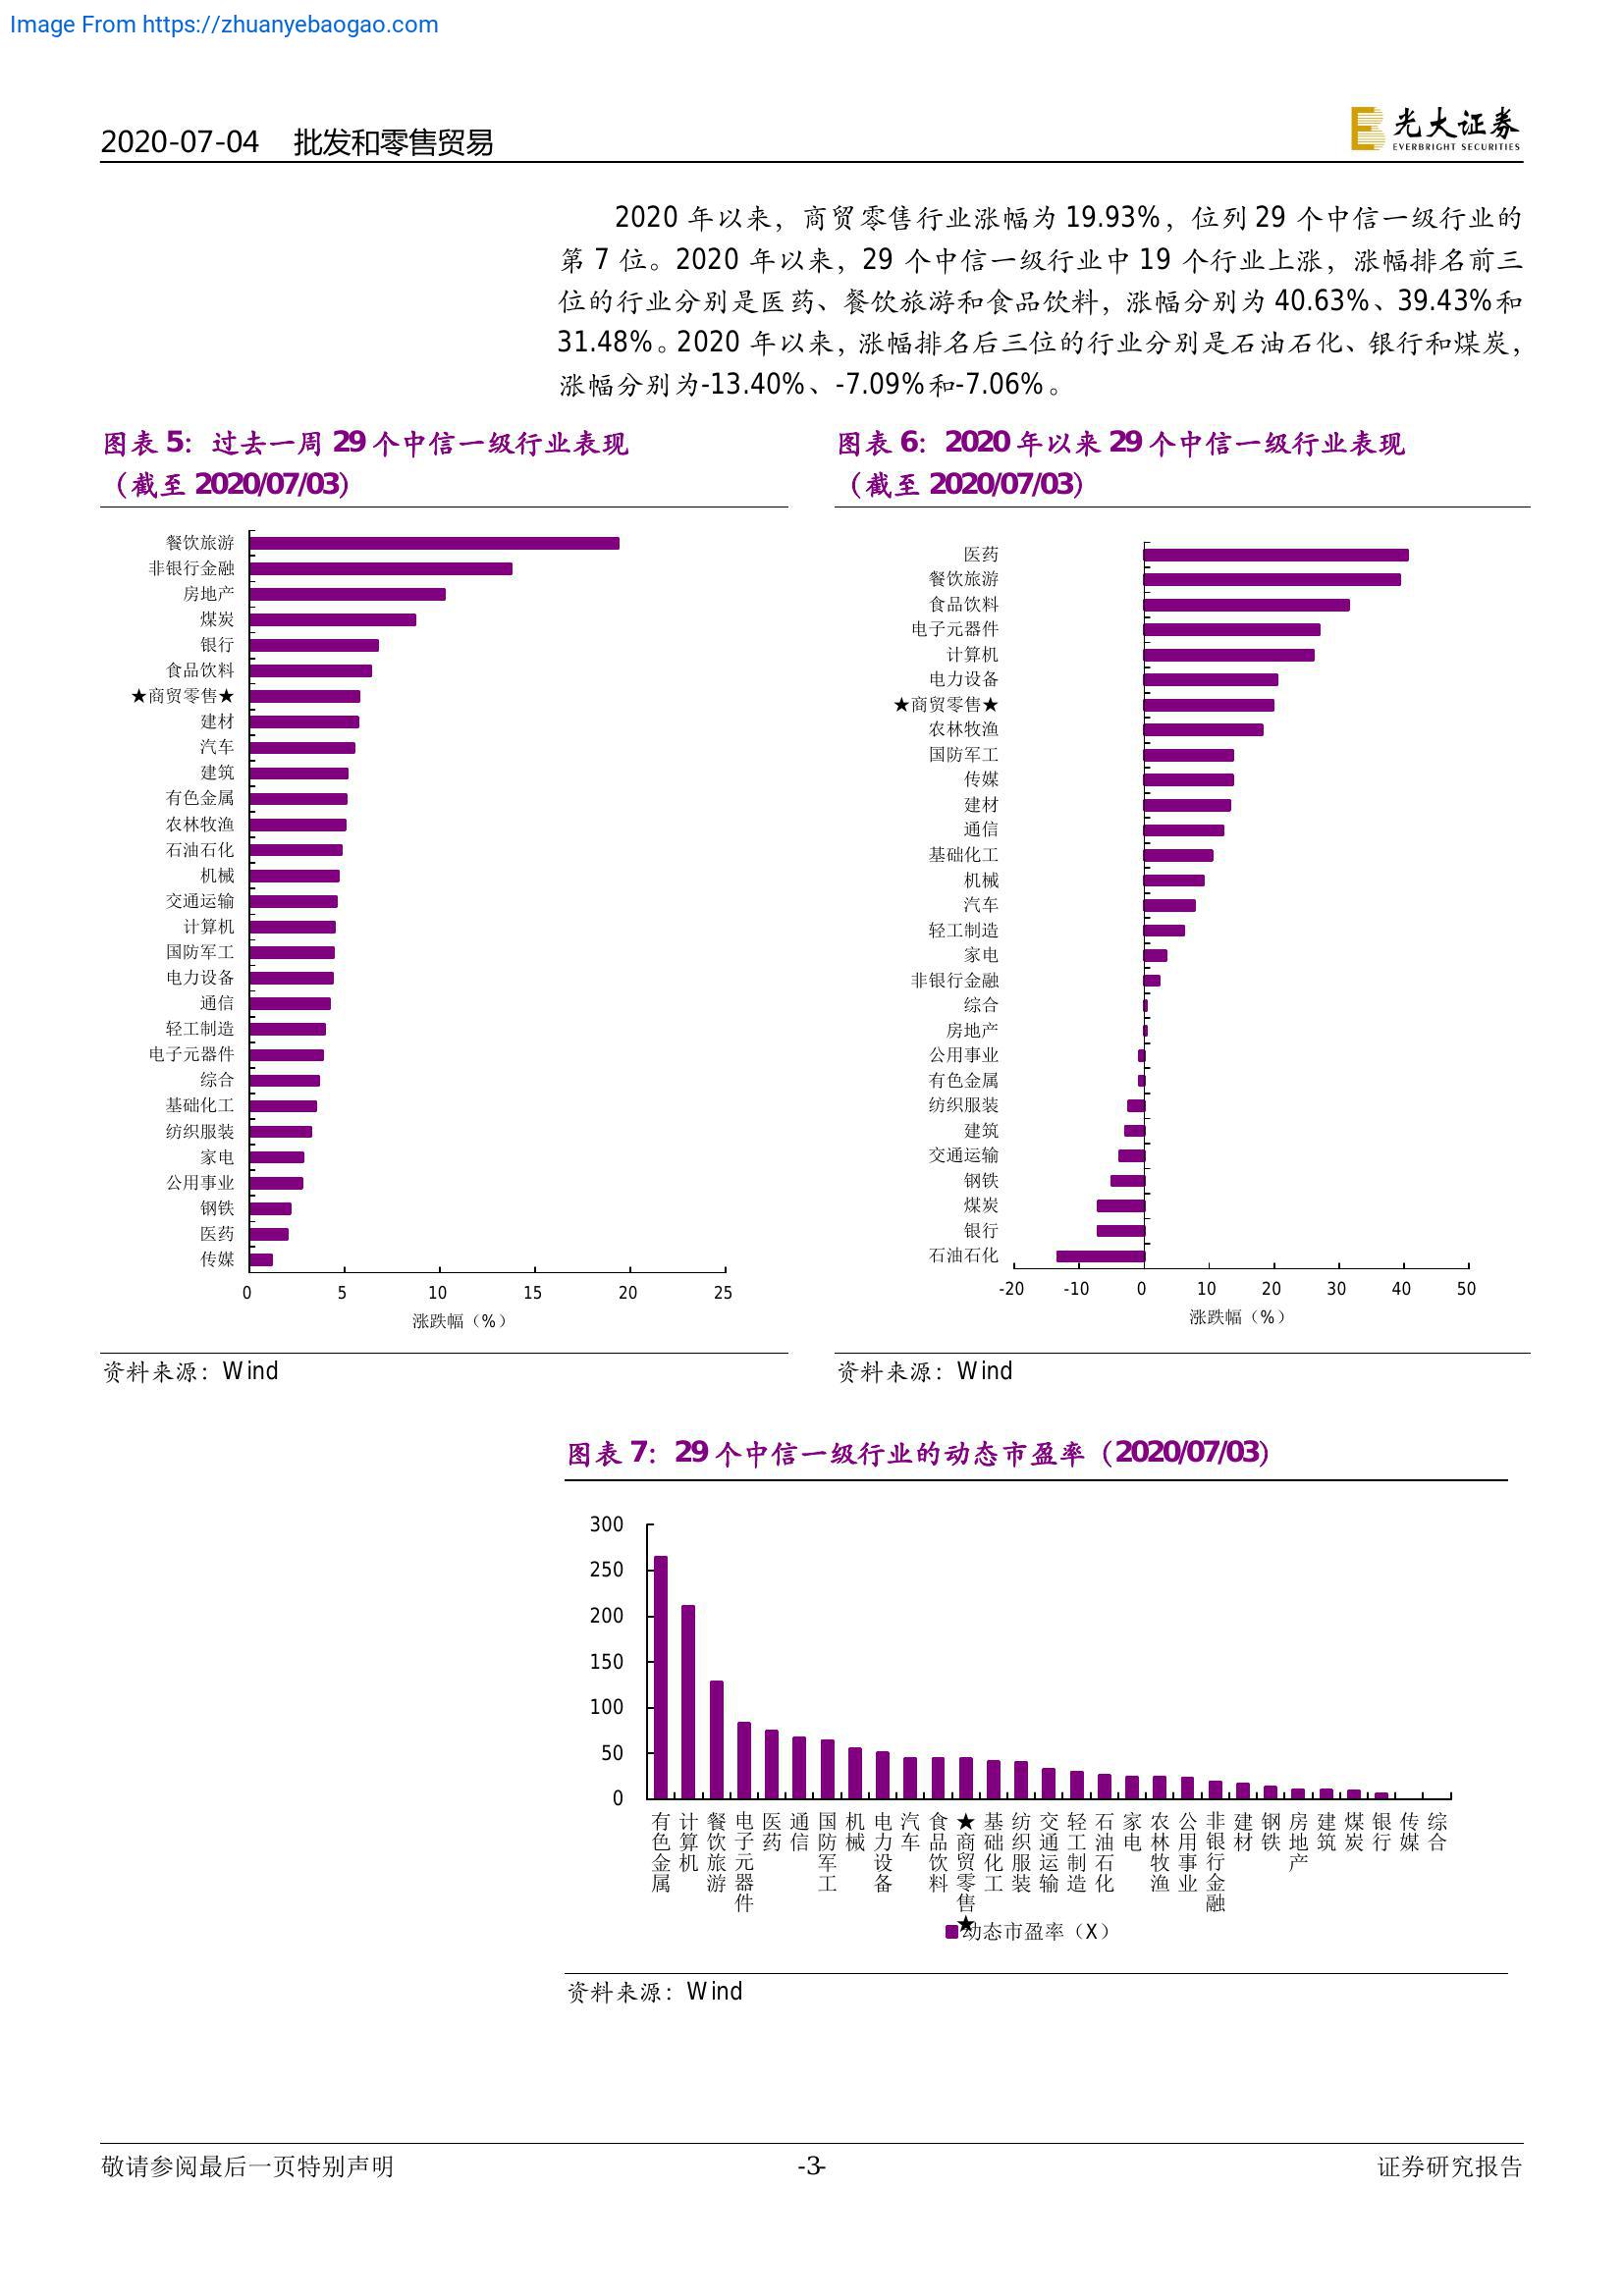 Image From https://zhuanyebaogao.com
2020-07-04 批发和零售贸易
光大证券
EVERBRIGHT SECURITIES
2020 年以来，商贸零售行业涨幅为 19.93%，位列 29 个中信一级行业的
第 7 位。2020 年以来，29 个中信一级行业中 19 个行业上涨，涨幅排名前三
位的行业分别是医药、餐饮旅游和食品饮料，涨幅分别为 40.63%、39.43%和
31.48%。2020 年以来，涨幅排名后三位的行业分别是石油石化、银行和煤炭，
涨幅分别为-13.40%、-7.09%和-7.06%。
图表 5：过去一周 29 个中信一级行业表现
（截至 2020/07/03）
餐饮旅游
非银行金融
房地产
煤炭
银行
食品饮料
★商贸零售★
建材
汽车
建筑
有色金属
农林牧渔
石油石化
机械
交通运输
计算机
国防军工
电力设备
通信
轻工制造
电子元器件
综合
基础化工
纺织服装
家电
公用事业
钢铁
医药
传媒
0 5 10 15 20 25
涨跌幅（%）
资料来源：Wind
图表 6：2020 年以来 29 个中信一级行业表现
（截至 2020/07/03）
医药
餐饮旅游
食品饮料
电子元器件
计算机
电力设备
★商贸零售★
农林牧渔
国防军工
传媒
建材
通信
基础化工
机械
汽车
轻工制造
家电
非银行金融
综合
房地产
公用事业
有色金属
纺织服装
建筑
交通运输
钢铁
煤炭
银行
石油石化
-20 -10 0 10 20 30 40 50
涨跌幅（%）
资料来源：Wind
图表 7：29 个中信一级行业的动态市盈率（2020/07/03）
300
250
200
150
100
50
0
有色金属
计算机
餐饮旅游
电子元器件
医药
通信
国防军工
机械
电力设备
汽车
食品饮料
★商贸零售★
基础化工
纺织服装
交通运输
轻工制造
石油石化
家电
农林牧渔
公用事业
非银行金融
建材
钢铁
房地产
建筑
煤炭
银行
传媒
综合
动态市盈率（X）
资料来源：Wind
敬请参阅最后一页特别声明
-3-
证券研究报告